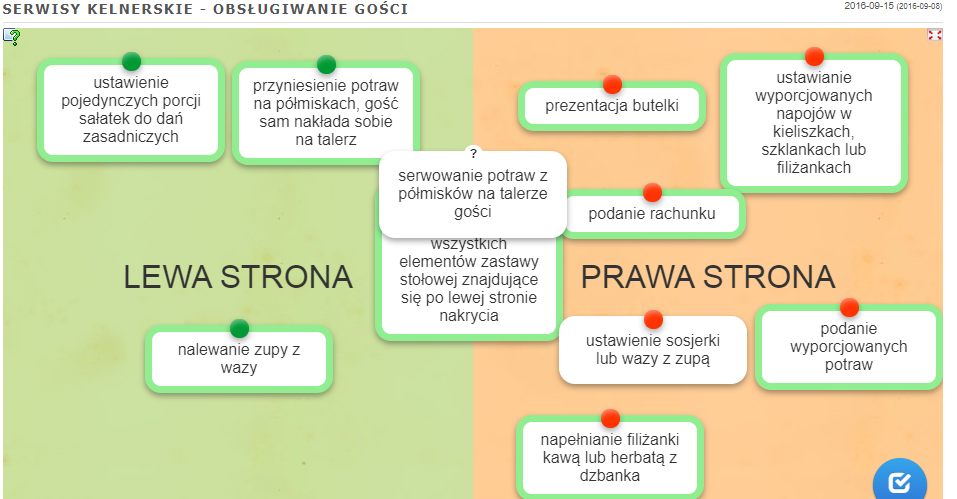 SERWISY KELNERSKIE - OBSŁUGIWANIE GOŚCI
2016-09-15 (2016-09-08)
ustawienie
pojedynczych porcji
sałatek do dań
zasadniczych
przyniesienie potraw
na półmiskach, gość
sam nakłada sobie
na talerz
prezentacja butelki
ustawianie
wyporcjowanych
napojów w
kieliszkach,
szklankach lub
filiżankach
?
serwowanie potraw z
półmisków na talerze
gości
wszystkich
elementów zastawy
stołowej znajdujące
się po lewej stronie
nakrycia
podanie rachunku
LEWA STRONA
PRAWA STRONA
nalewanie zupy z
wazy
ustawienie sosjerki
lub wazy z zupą
podanie
wyporcjowanych
potraw
napełnianie filiżanki
kawą lub herbatą z
dzbanka